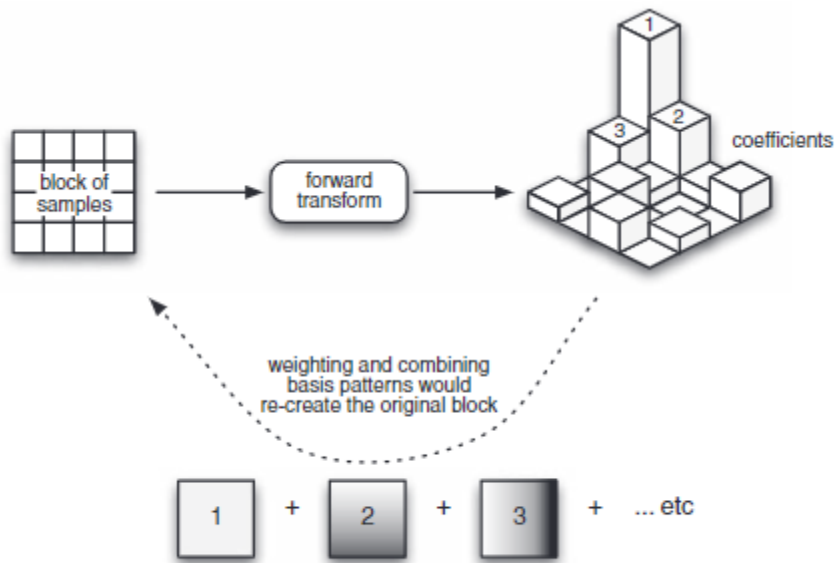 1
2
3
coefficients
block of
samples
forward
transform
weighting and combining
basis patterns would
re-create the original block
1 + 2 + 3 + ... etc